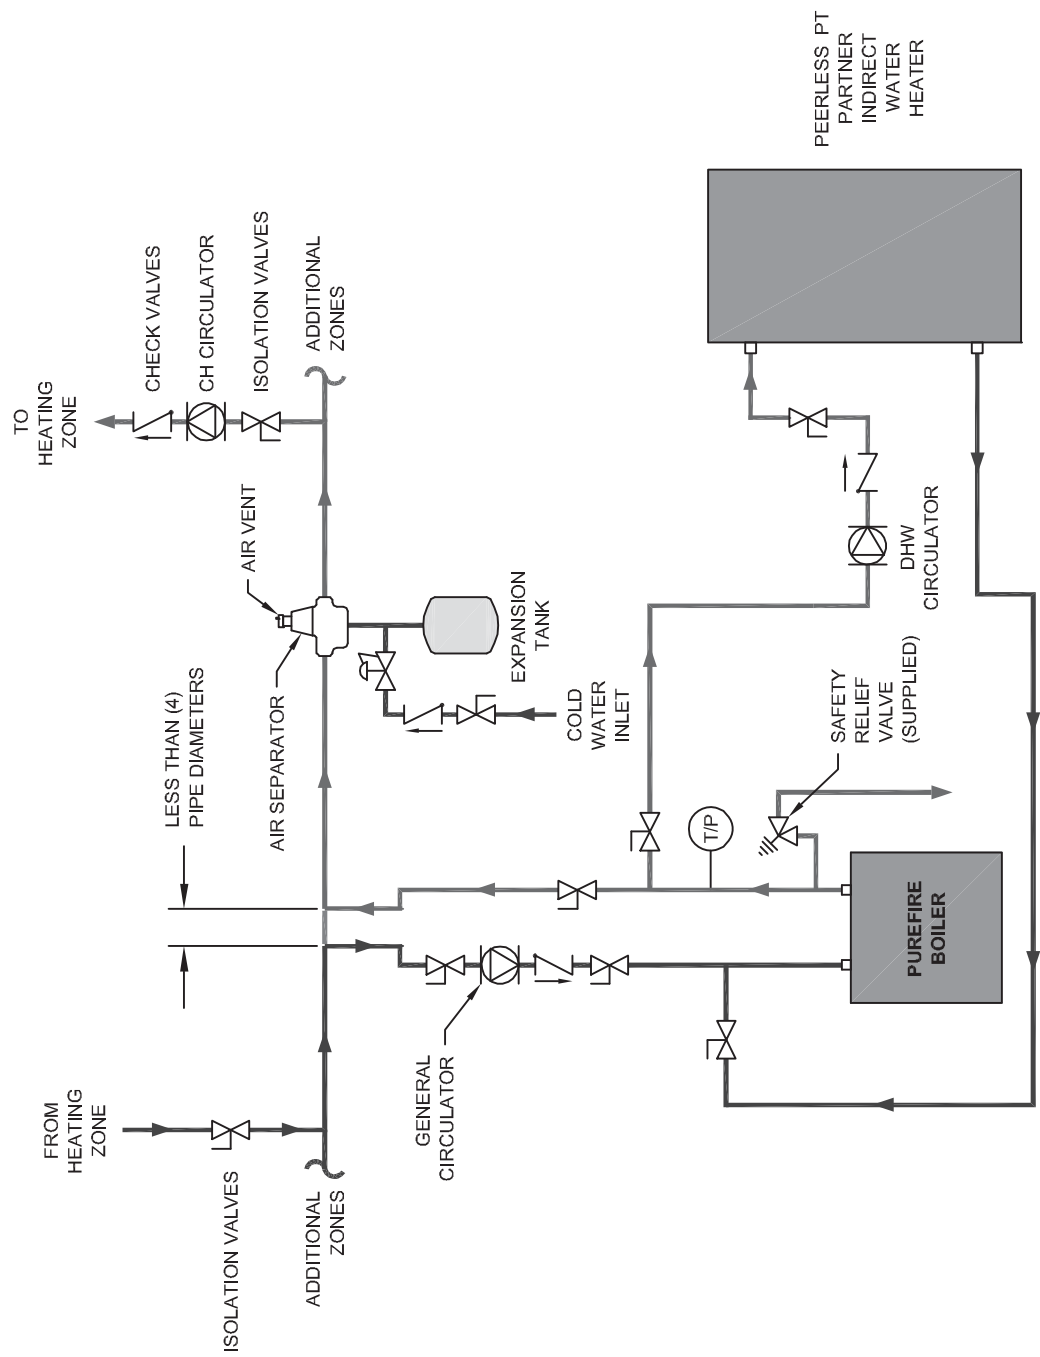 TO
HEATING
ZONE
CHECK VALVES
CH CIRCULATOR
ISOLATION VALVES
ADDITIONAL
ZONES
PEERLESS PT
PARTNER
INDIRECT
WATER
HEATER
AIR VENT
AIR SEPARATOR
LESS THAN (4)
PIPE DIAMETERS
EXPANSION
TANK
COLD
WATER
INLET
DHW
CIRCULATOR
SAFETY
RELIEF
VALVE
(SUPPLIED)
T/P
PUREFIRE
BOILER
GENERAL
CIRCULATOR
FROM
HEATING
ZONE
ISOLATION VALVES
ADDITIONAL
ZONES